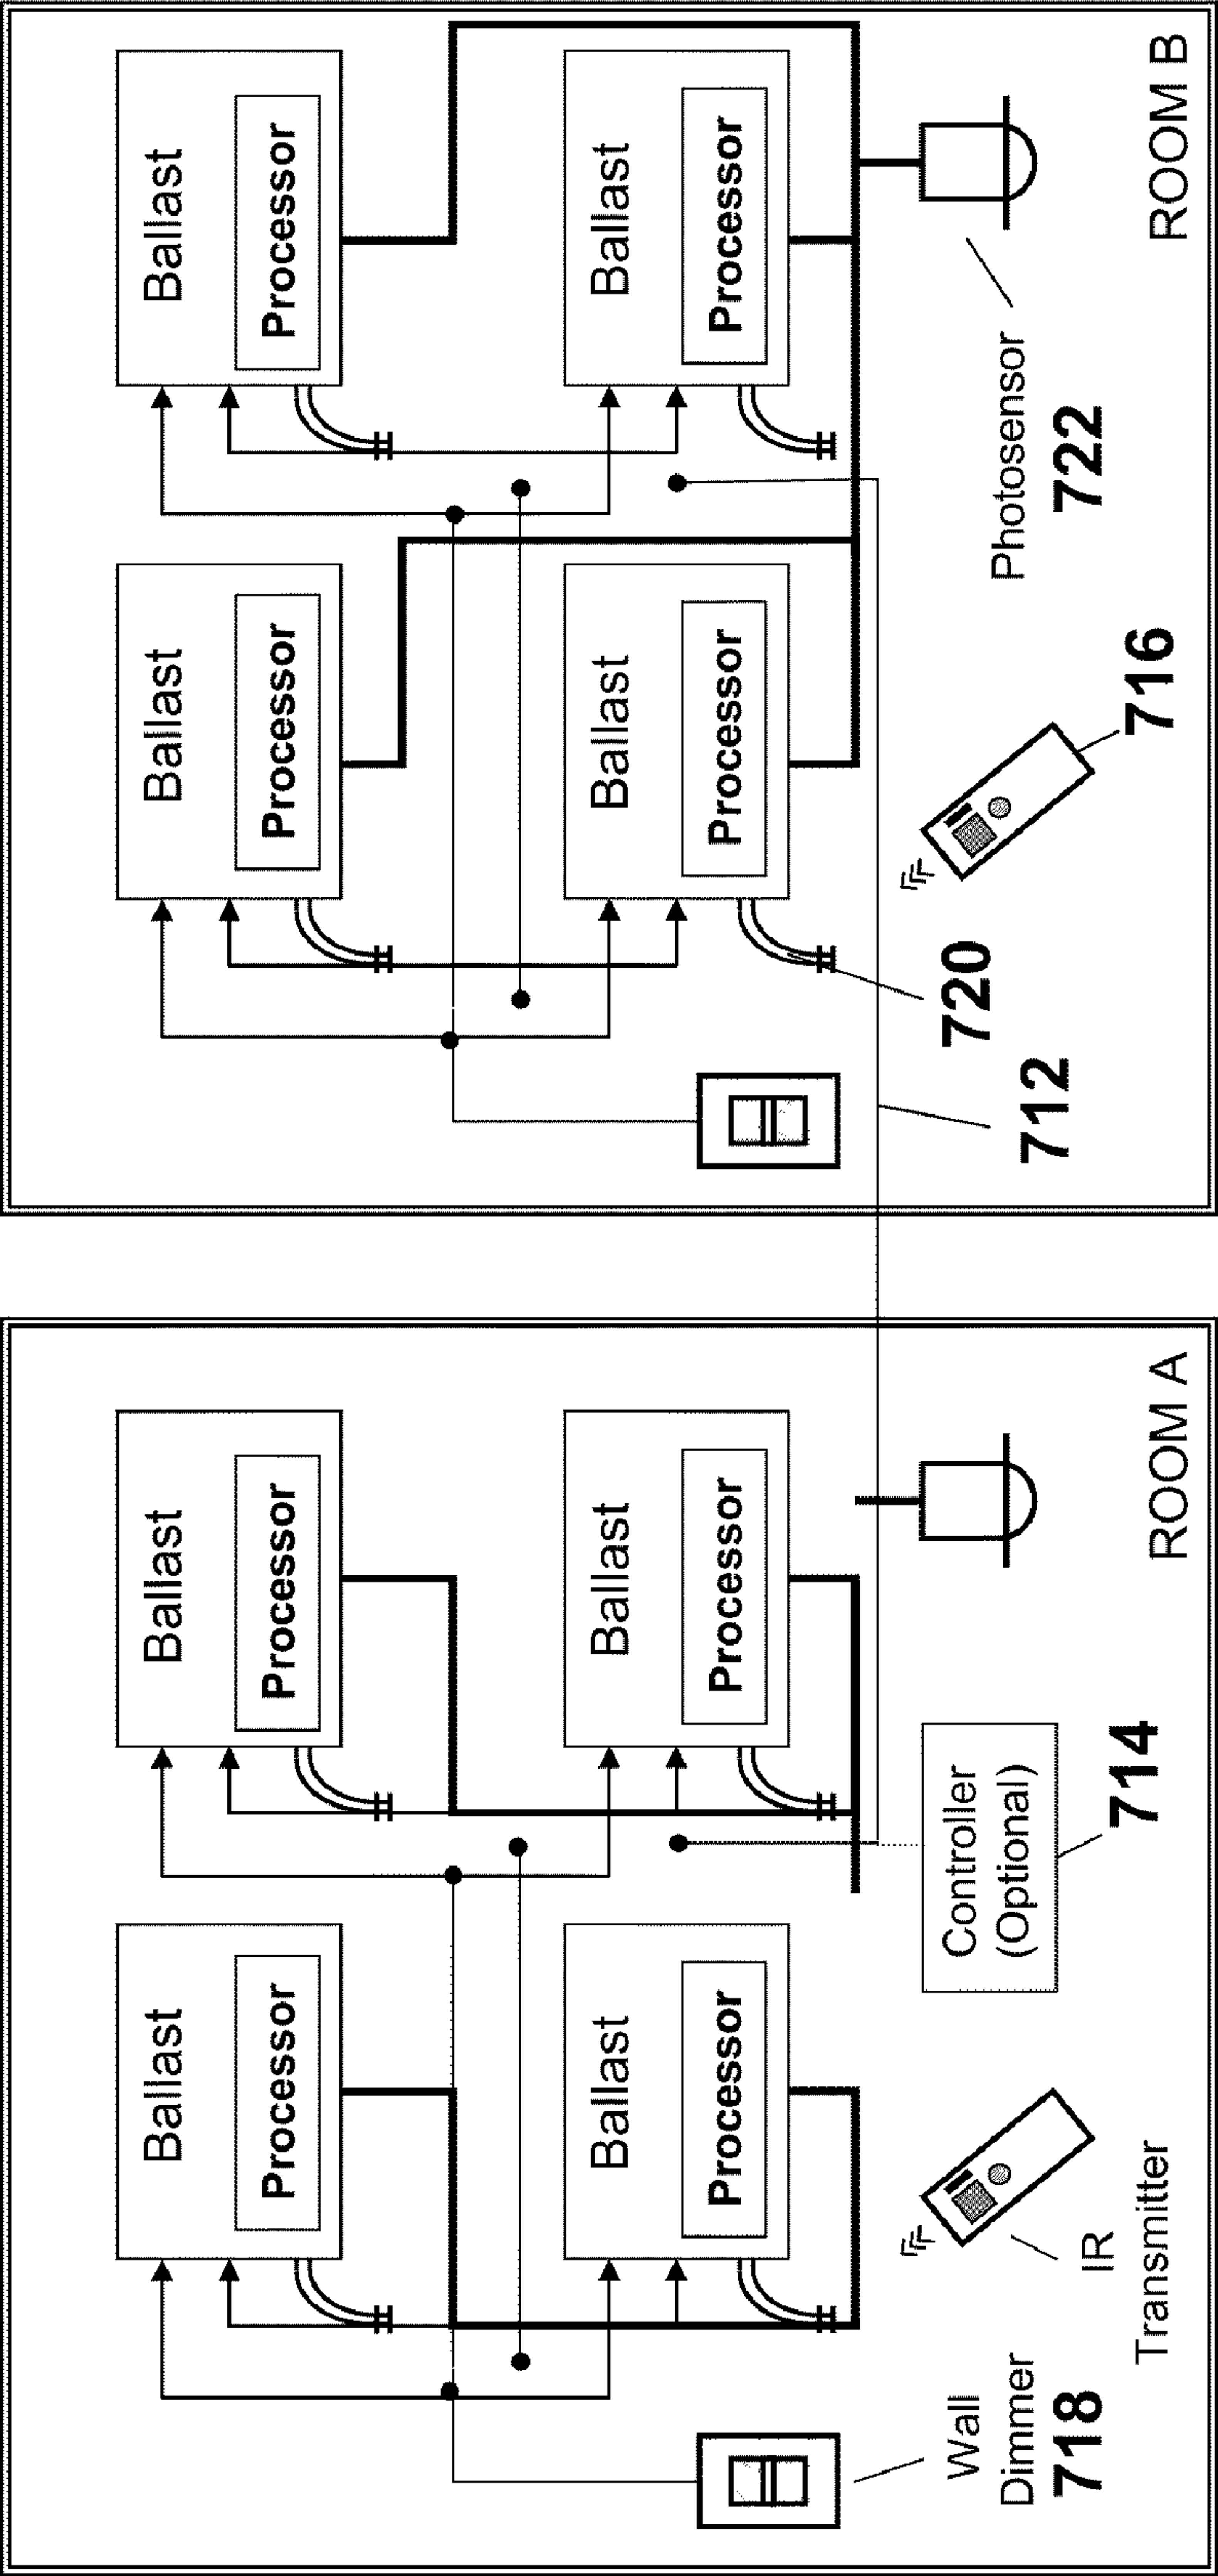 Ballast
Processor
Ballast
Processor
Ballast
Processor
Ballast
Processor
Wall
Dimmer
718
IR
Transmitter
Controller
(Optional)
714
ROOM A
Ballast
Processor
Ballast
Processor
Ballast
Processor
Ballast
Processor
712
720
716
Photosensor
722
ROOM B